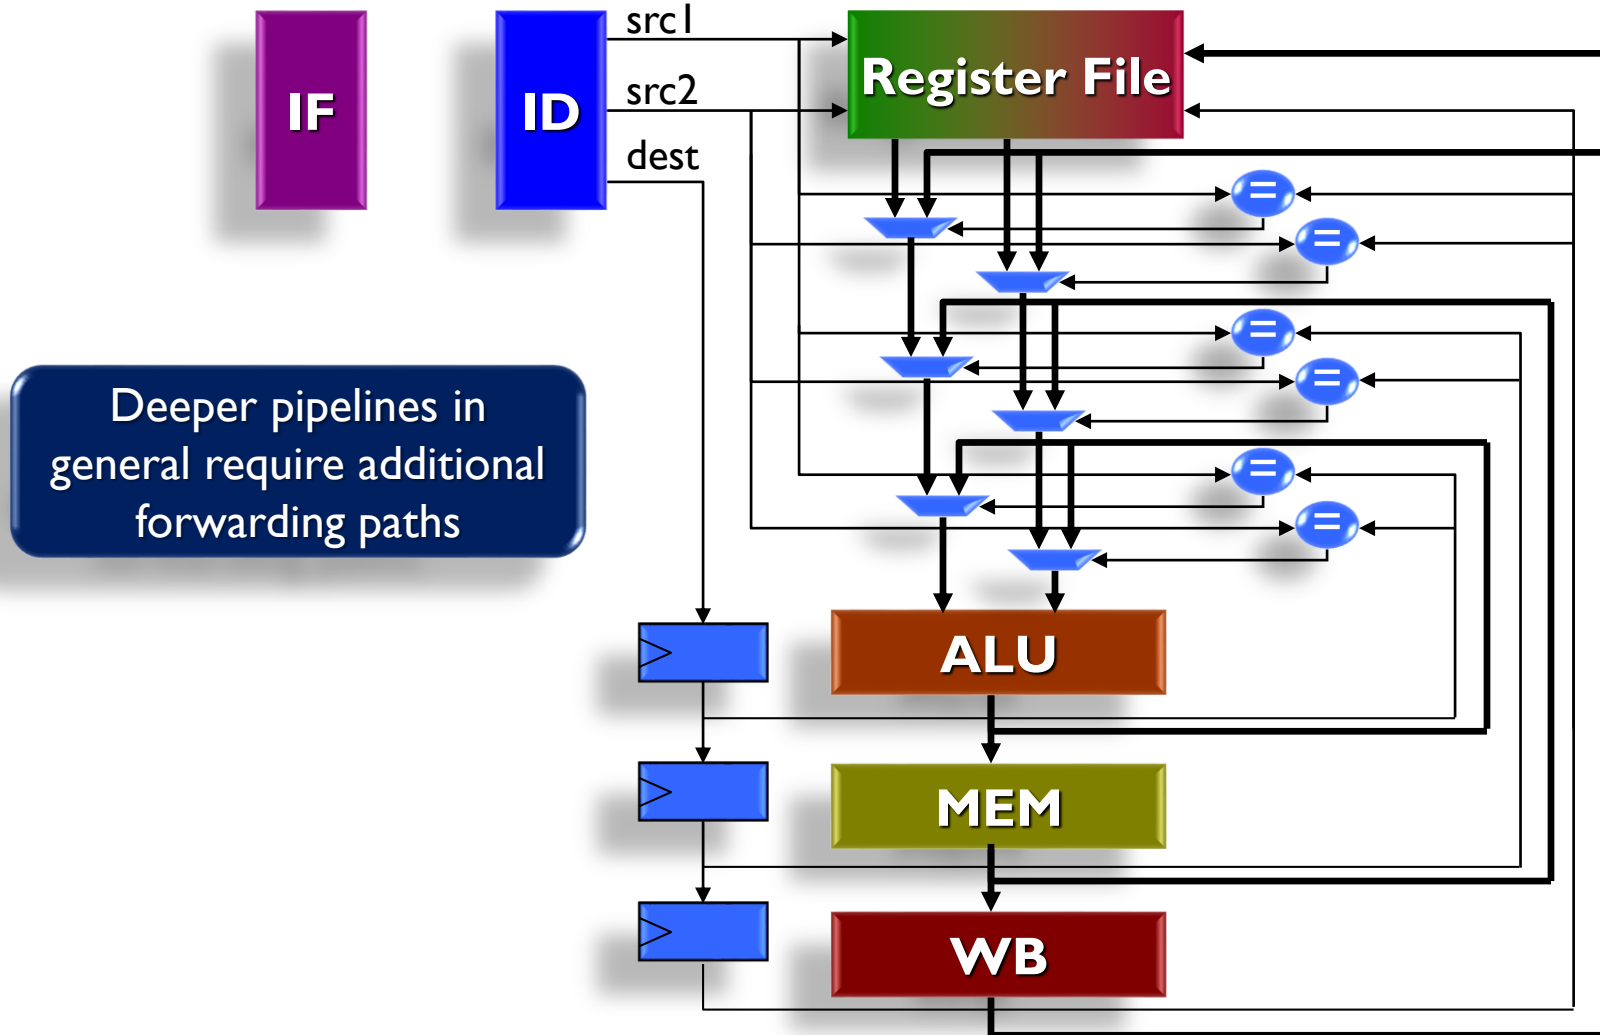 IF
ID
src1
src2
dest
Register File
=
=
=
=
=
=
Deeper pipelines in
general require additional
forwarding paths
ALU
MEM
WB